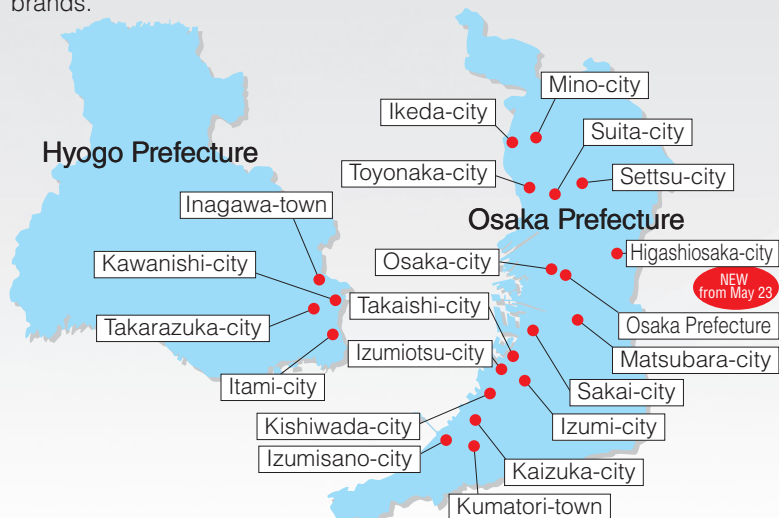 brands.
Mino-city
Ikeda-city
Suita-city
Hyogo Prefecture
Toyonaka-city
Settsu-city
Inagawa-town
Osaka Prefecture
Higashiosaka-city
Kawanishi-city
Osaka-city
NEW
from May 23
Takaishi-city
Takarazuka-city
Osaka Prefecture
Izumiotsu-city
Matsubara-city
Itami-city
Sakai-city
Kishiwada-city
Izumi-city
Izumisano-city
Kaizuka-city
Kumatori-town